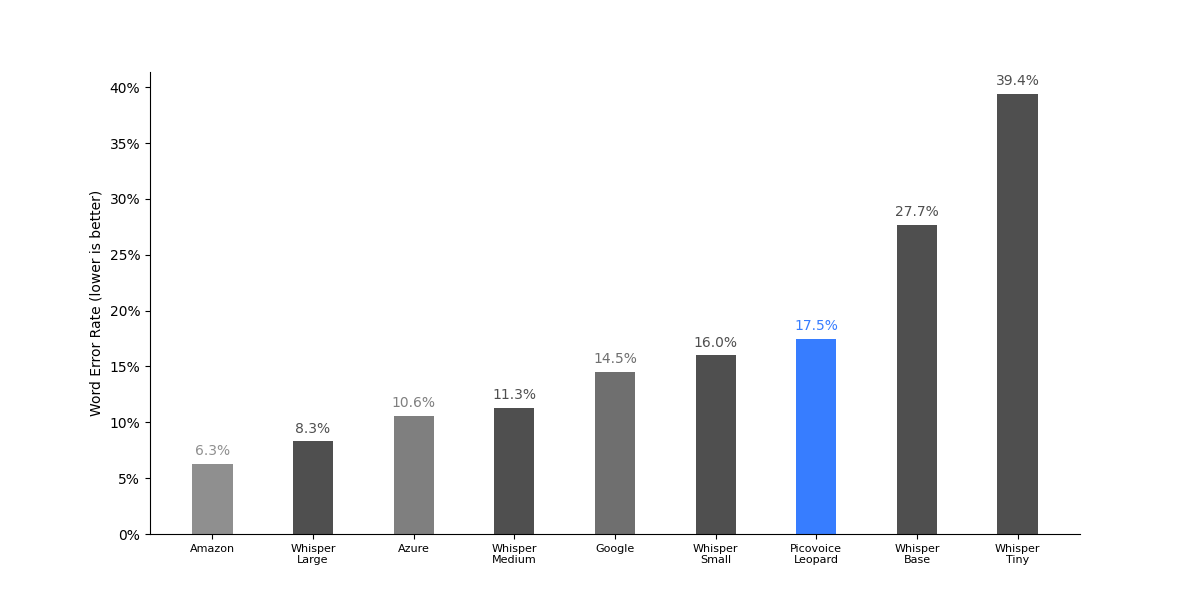 Word Error Rate (lower is better)
40%
35%
30%
25%
20%
15%
10%
5%
0%
6.3%
8.3%
10.6%
11.3%
14.5%
16.0%
17.5%
27.7%
39.4%
Amazon
Whisper
Large
Azure
Whisper
Medium
Google
Whisper
Small
Picovoice
Leopard
Whisper
Base
Whisper
Tiny